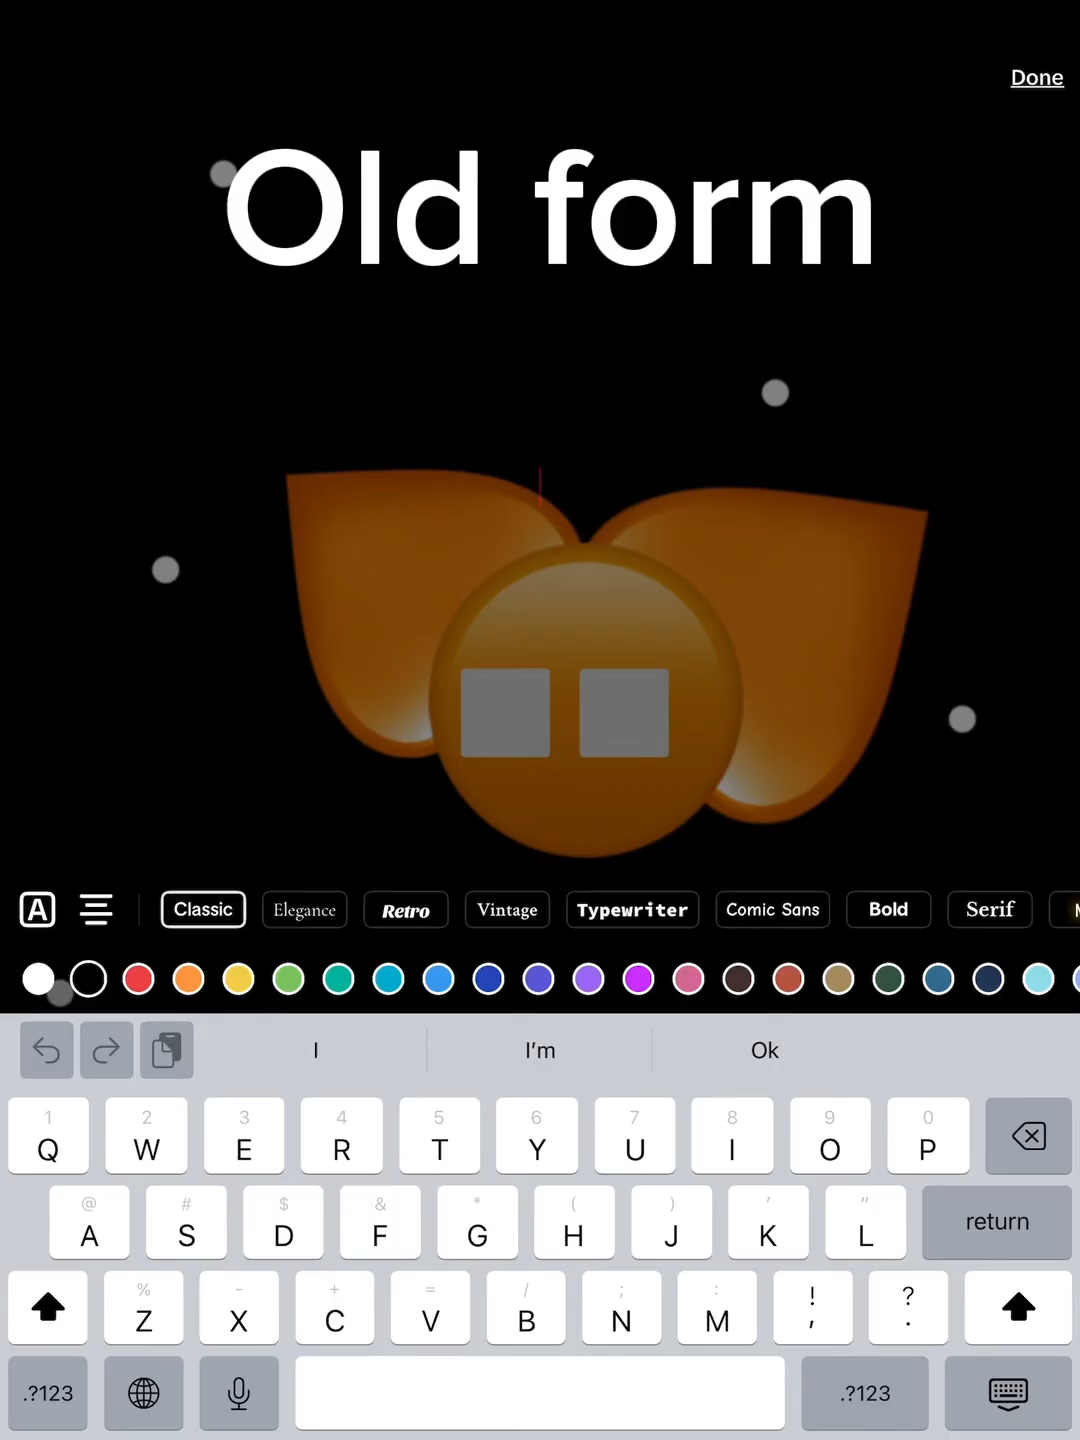 Done
Old form
A Classic Elegance Retro Vintage Typewriter Comic Sans Bold Serif
I I'm Ok
1 2 3 4 5 6 7 8 9 0
Q W E R T Y U I O P
@ # $ & * ( ) ' "
A S D F G H J K L return
% - + = / ; : ! ?
Z X C V B N M , .
.?123 .?123